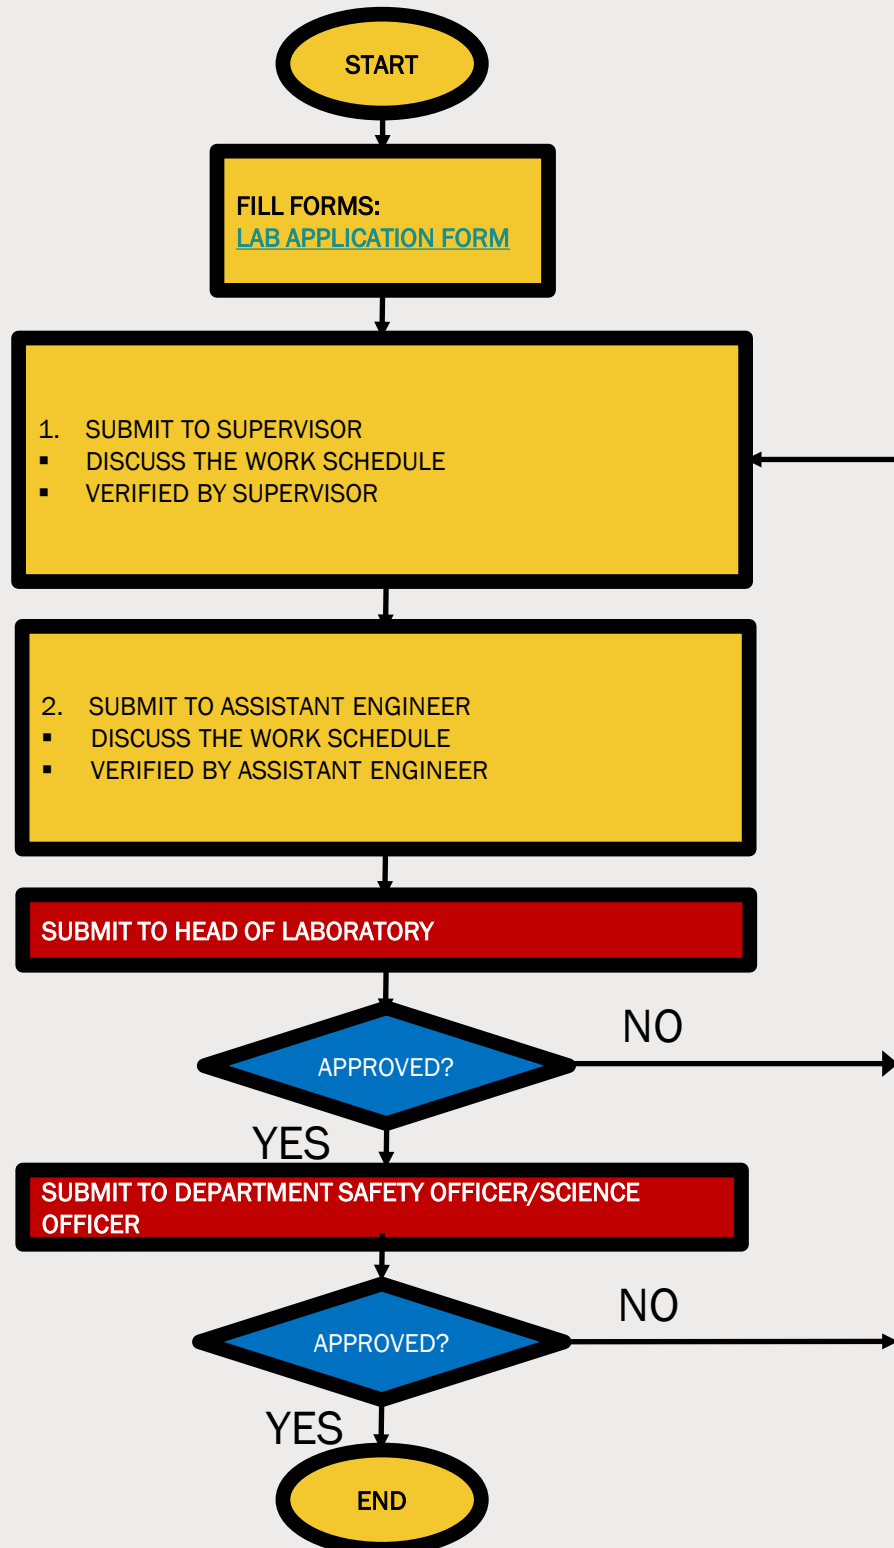 START
FILL FORMS:
LAB APPLICATION FORM
1. SUBMIT TO SUPERVISOR
▪ DISCUSS THE WORK SCHEDULE
▪ VERIFIED BY SUPERVISOR
2. SUBMIT TO ASSISTANT ENGINEER
▪ DISCUSS THE WORK SCHEDULE
▪ VERIFIED BY ASSISTANT ENGINEER
SUBMIT TO HEAD OF LABORATORY
NO
APPROVED?
YES
SUBMIT TO DEPARTMENT SAFETY OFFICER/SCIENCE
OFFICER
NO
APPROVED?
YES
END